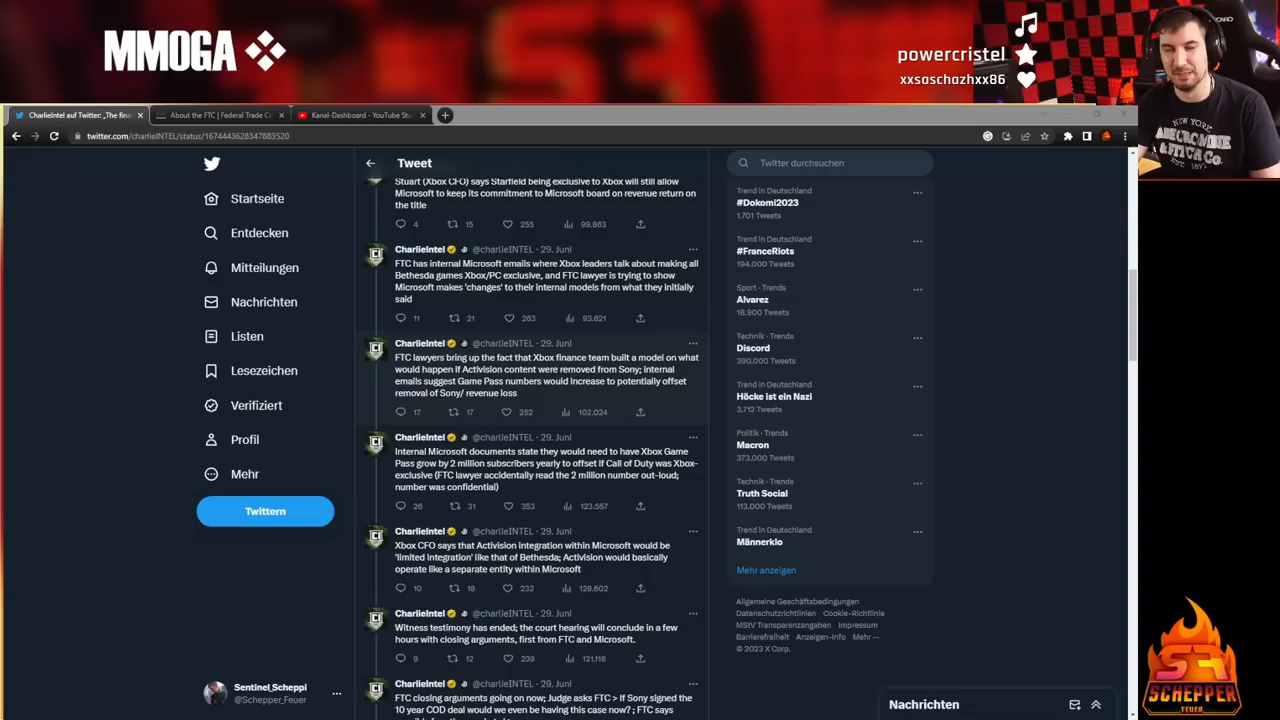 MMOGA
powercristel
xxsaschazhxx86
CharlieIntel auf Twitter: „The fina
About the FTC | Federal Trade Co
Kanal-Dashboard - YouTube Stu
twitter.com/charlieINTEL/status/1674443628347883520
Tweet
Twitter durchsuchen
Startseite
Entdecken
Mitteilungen
Nachrichten
Listen
Lesezeichen
Verifiziert
Profil
Mehr
Twittern
Sentinel_Scheppi
@Schepper_Feuer
Stuart (Xbox CFO) says Starfield being exclusive to Xbox will still allow
Microsoft to keep its commitment to Microsoft board on revenue return on
the title
4 15 255 99.863
CharlieIntel @charlieINTEL · 29. Juni
FTC has internal Microsoft emails where Xbox leaders talk about making all
Bethesda games Xbox/PC exclusive, and FTC lawyer is trying to show
Microsoft makes 'changes' to their internal models from what they initially
said
11 21 263 93.621
CharlieIntel @charlieINTEL · 29. Juni
FTC lawyers bring up the fact that Xbox finance team built a model on what
would happen if Activision content were removed from Sony; internal
emails suggest Game Pass numbers would increase to potentially offset
removal of Sony/ revenue loss
17 17 252 102.024
CharlieIntel @charlieINTEL · 29. Juni
Internal Microsoft documents state they would need to have Xbox Game
Pass grow by 2 million subscribers yearly to offset if Call of Duty was Xbox-
exclusive (FTC lawyer accidentally read the 2 million number out-loud;
number was confidential)
26 31 353 123.557
CharlieIntel @charlieINTEL · 29. Juni
Xbox CFO says that Activision integration within Microsoft would be
'limited integration' like that of Bethesda; Activision would basically
operate like a separate entity within Microsoft
10 18 232 128.602
CharlieIntel @charlieINTEL · 29. Juni
Witness testimony has ended; the court hearing will conclude in a few
hours with closing arguments, first from FTC and Microsoft.
9 12 239 121.118
CharlieIntel @charlieINTEL · 29. Juni
FTC closing arguments going on now; Judge asks FTC > If Sony signed the
10 year COD deal would we even be having this case now? ; FTC says
Trend in Deutschland
#Dokomi2023
1.701 Tweets
Trend in Deutschland
#FranceRiots
194.000 Tweets
Sport · Trends
Alvarez
18.900 Tweets
Technik · Trends
Discord
390.000 Tweets
Trend in Deutschland
Höcke ist ein Nazi
3.712 Tweets
Politik · Trends
Macron
373.000 Tweets
Technik · Trends
Truth Social
113.000 Tweets
Trend in Deutschland
Männerklo
Mehr anzeigen
Allgemeine Geschäftsbedingungen
Datenschutzrichtlinien Cookie-Richtlinie
MStV Transparenzangaben Impressum
Barrierefreiheit Anzeigen-Info Mehr ···
© 2023 X Corp.
Nachrichten
NEW YORK
ABERCROMBIE
& FITCH CO.
SF
SCHEPPER
FEUER